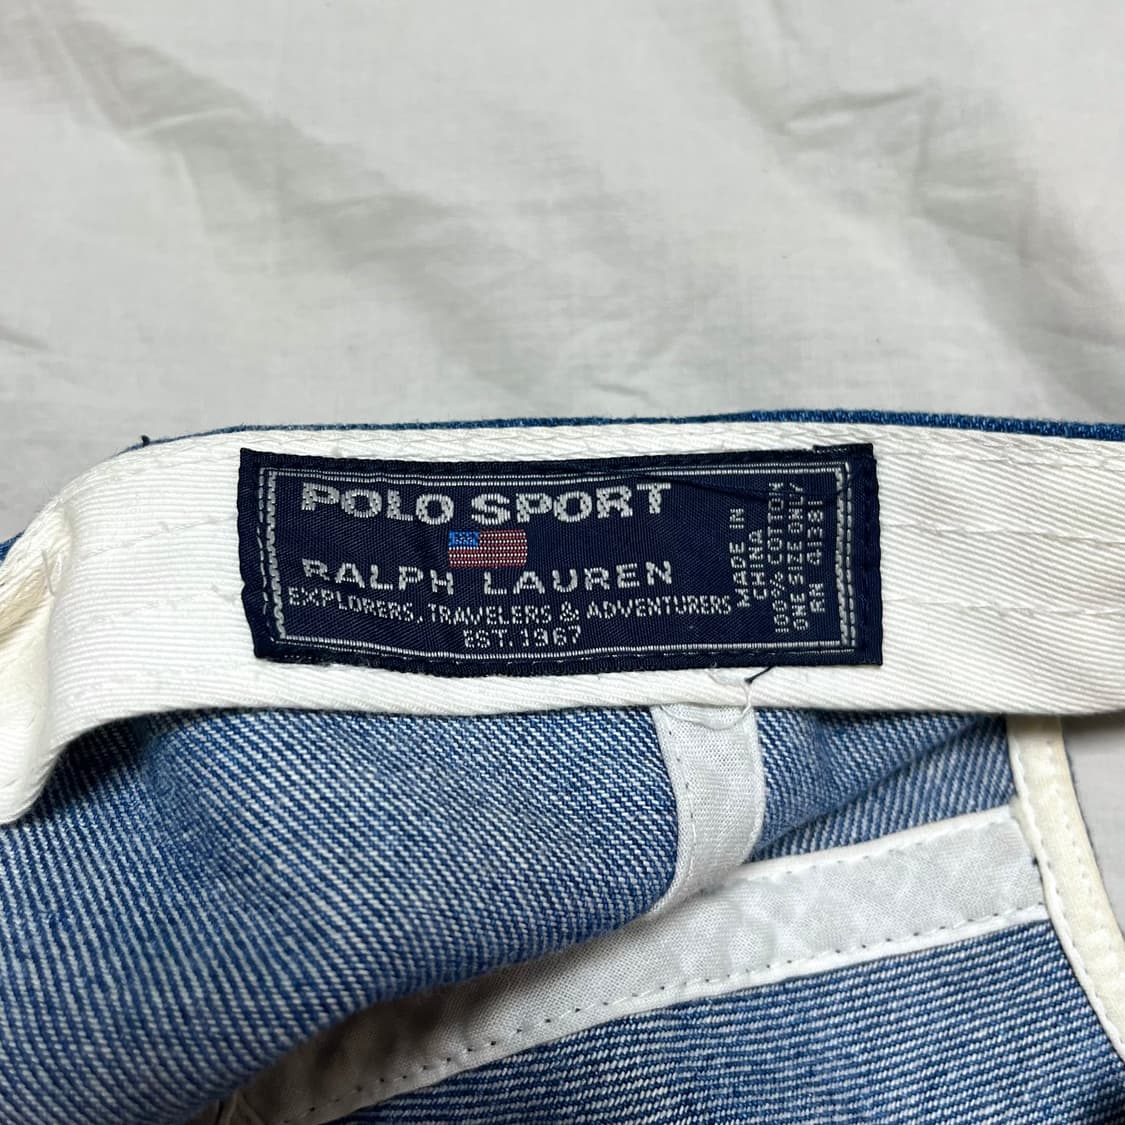 POLO SPORT
RALPH LAUREN
EXPLORERS, TRAVELERS & ADVENTURERS
EST. 1967
MADE IN
CHINA
100% COTTON
ONE SIZE ONLY
RN 41381